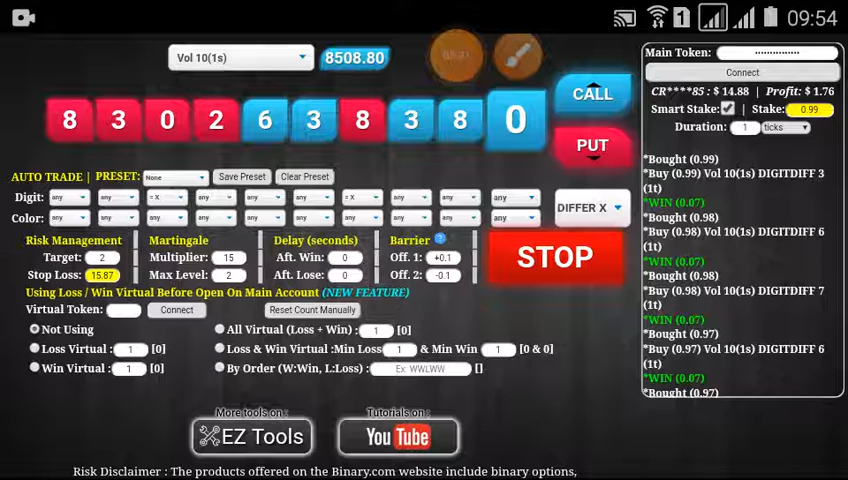 1
09:54
Vol 10(1s)
8508.80
Main Token:
Connect
CR****85: $ 14.88 | Profit: $ 1.76
Smart Stake: Stake: 0.99
Duration: 1 ticks
8 3 0 2 6 3 8 3 8 0
CALL
PUT
AUTO TRADE | PRESET: None Save Preset Clear Preset
Digit: any any = X any any any = X any any any
DIFFER X
Color: any any any any any any any any any any
Risk Management
Target: 2
Stop Loss: 15.87
Martingale
Multiplier: 15
Max Level: 2
Delay (seconds)
Aft. Win: 0
Aft. Lose: 0
Barrier ?
Off. 1: +0.1
Off. 2: -0.1
STOP
Using Loss / Win Virtual Before Open On Main Account (NEW FEATURE)
Virtual Token: Connect Reset Count Manually
Not Using
All Virtual (Loss + Win) : 1 [0]
Loss Virtual : 1 [0]
Loss & Win Virtual :Min Loss 1 & Min Win 1 [0 & 0]
Win Virtual : 1 [0]
By Order (W:Win, L:Loss) : Ex: WWLWW []
*Bought (0.99)
*Buy (0.99) Vol 10(1s) DIGITDIFF 3
(1t)
*WIN (0.07)
*Bought (0.98)
*Buy (0.98) Vol 10(1s) DIGITDIFF 6
(1t)
*WIN (0.07)
*Bought (0.98)
*Buy (0.98) Vol 10(1s) DIGITDIFF 7
(1t)
*WIN (0.07)
*Bought (0.97)
*Buy (0.97) Vol 10(1s) DIGITDIFF 6
(1t)
*WIN (0.07)
*Bought (0.97)
More tools on :
EZ Tools
Tutorials on :
YouTube
Risk Disclaimer : The products offered on the Binary.com website include binary options,